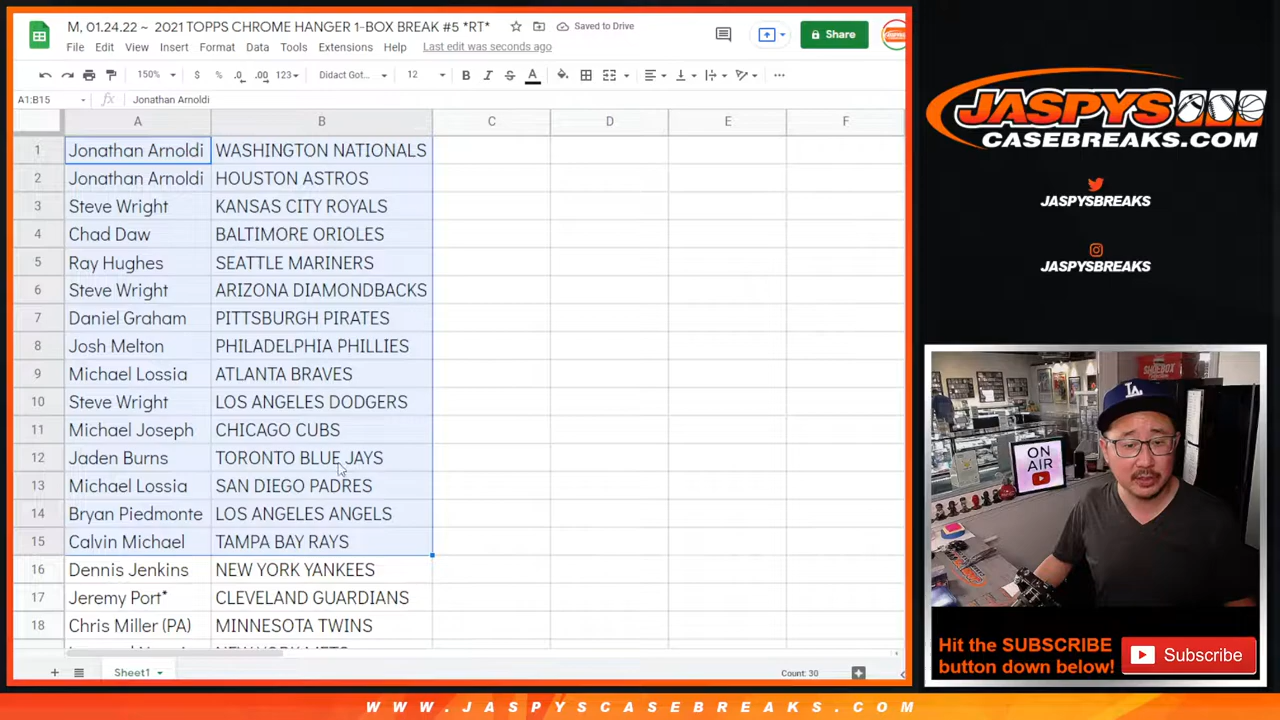 M, 01.24.22 ~ 2021 TOPPS CHROME HANGER 1-BOX BREAK #5 *RT*
Saved to Drive
Share
File Edit View Insert Format Data Tools Extensions Help Last edit was seconds ago
150% $ % .0 .00 123 Didact Got... 12 B I S A
A1:B15 fx Jonathan Arnoldi
A B C D E F
1 Jonathan Arnoldi WASHINGTON NATIONALS
2 Jonathan Arnoldi HOUSTON ASTROS
3 Steve Wright KANSAS CITY ROYALS
4 Chad Daw BALTIMORE ORIOLES
5 Ray Hughes SEATTLE MARINERS
6 Steve Wright ARIZONA DIAMONDBACKS
7 Daniel Graham PITTSBURGH PIRATES
8 Josh Melton PHILADELPHIA PHILLIES
9 Michael Lossia ATLANTA BRAVES
10 Steve Wright LOS ANGELES DODGERS
11 Michael Joseph CHICAGO CUBS
12 Jaden Burns TORONTO BLUE JAYS
13 Michael Lossia SAN DIEGO PADRES
14 Bryan Piedmonte LOS ANGELES ANGELS
15 Calvin Michael TAMPA BAY RAYS
16 Dennis Jenkins NEW YORK YANKEES
17 Jeremy Port* CLEVELAND GUARDIANS
18 Chris Miller (PA) MINNESOTA TWINS
Sheet1
Count: 30
JASPYS
CASEBREAKS.COM
JASPYSBREAKS
JASPYSBREAKS
SHOEBOX
LA
ON
AIR
Hit the SUBSCRIBE
button down below!
Subscribe
WWW.JASPYSCASEBREAKS.COM